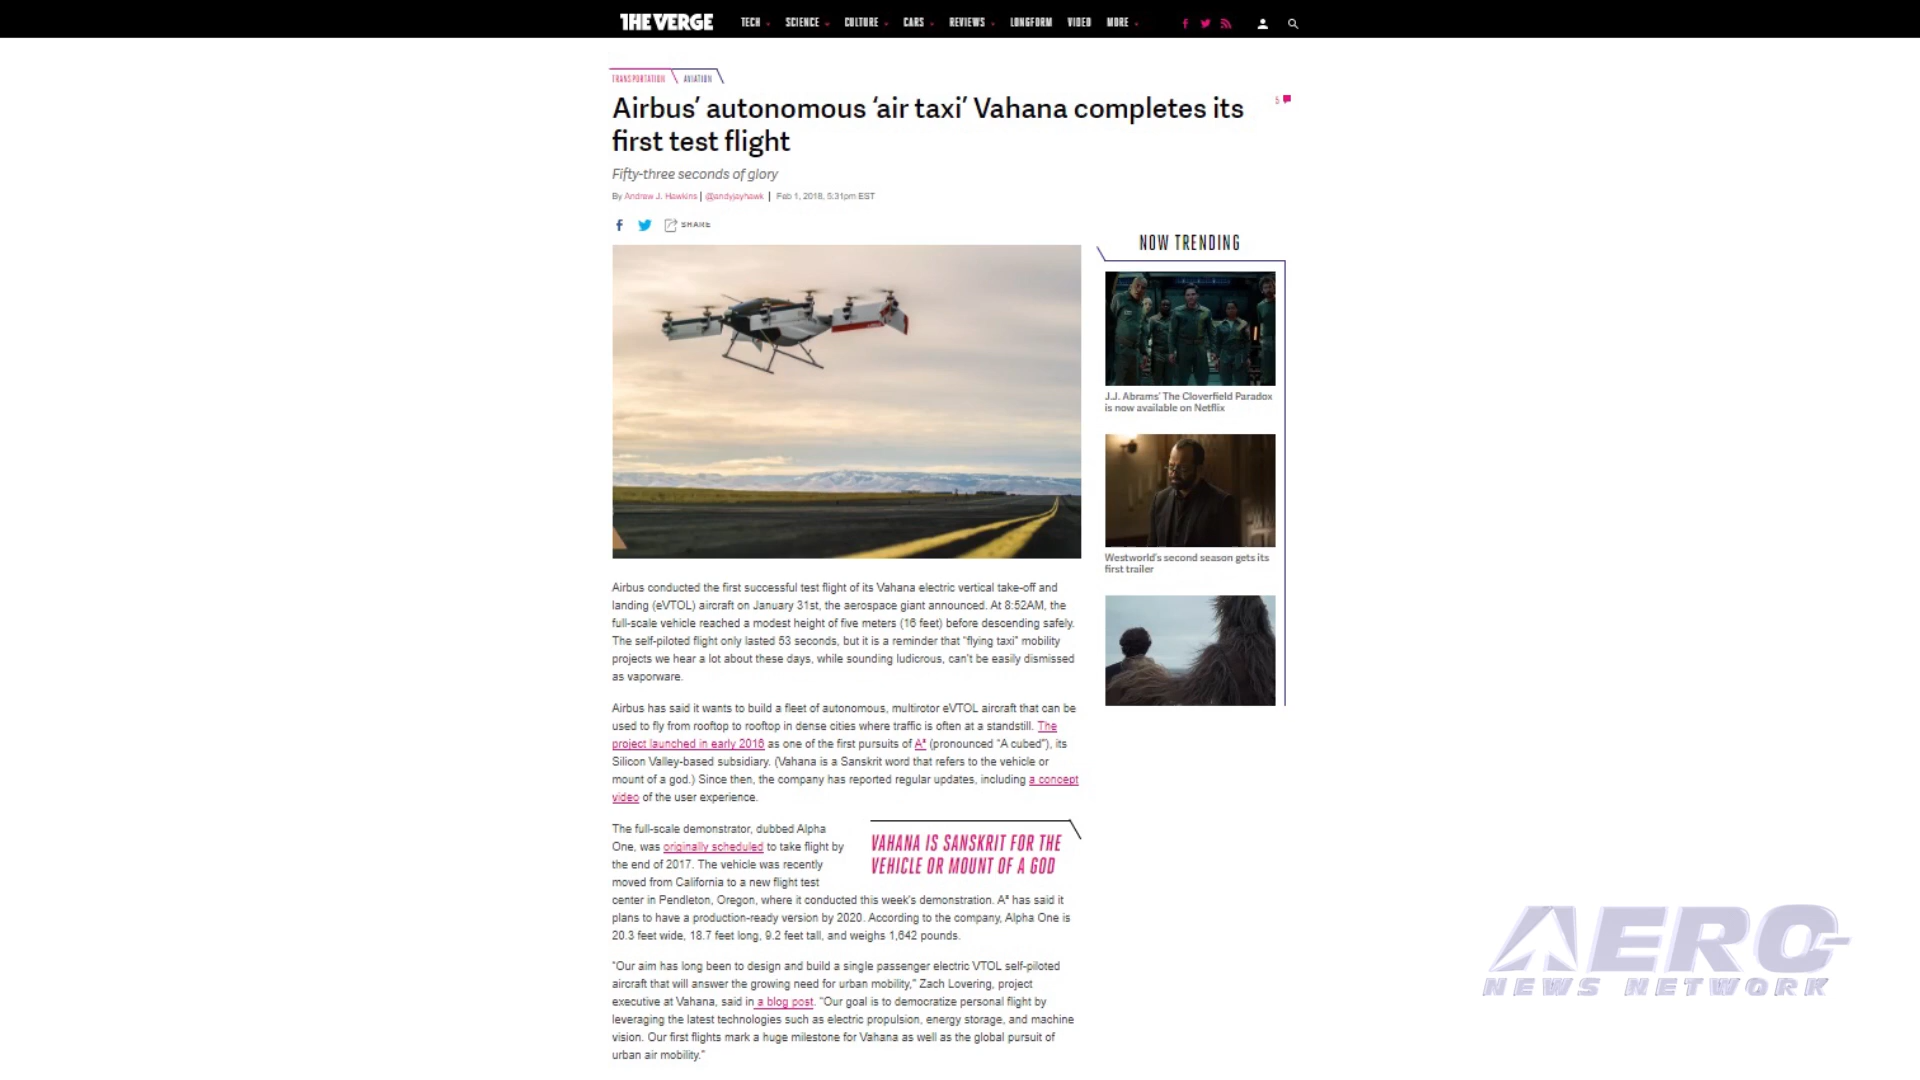 THE VERGE
TECH SCIENCE CULTURE CARS REVIEWS LONGFORM VIDEO MORE
TRANSPORTATION AVIATION
Airbus’ autonomous ‘air taxi’ Vahana completes its
first test flight
5
Fifty-three seconds of glory
By Andrew J. Hawkins | @andyjayhawk | Feb 1, 2018, 5:31pm EST
SHARE
NOW TRENDING
J.J. Abrams’ The Cloverfield Paradox
is now available on Netflix
Westworld’s second season gets its
first trailer
Airbus conducted the first successful test flight of its Vahana electric vertical take-off and
landing (eVTOL) aircraft on January 31st, the aerospace giant announced. At 8:52AM, the
full-scale vehicle reached a modest height of five meters (16 feet) before descending safely.
The self-piloted flight only lasted 53 seconds, but it is a reminder that “flying taxi” mobility
projects we hear a lot about these days, while sounding ludicrous, can’t be easily dismissed
as vaporware.
Airbus has said it wants to build a fleet of autonomous, multirotor eVTOL aircraft that can be
used to fly from rooftop to rooftop in dense cities where traffic is often at a standstill. The
project launched in early 2016 as one of the first pursuits of A³ (pronounced “A cubed”), its
Silicon Valley-based subsidiary. (Vahana is a Sanskrit word that refers to the vehicle or
mount of a god.) Since then, the company has reported regular updates, including a concept
video of the user experience.
The full-scale demonstrator, dubbed Alpha
One, was originally scheduled to take flight by
the end of 2017. The vehicle was recently
moved from California to a new flight test
center in Pendleton, Oregon, where it conducted this week’s demonstration. A³ has said it
plans to have a production-ready version by 2020. According to the company, Alpha One is
20.3 feet wide, 18.7 feet long, 9.2 feet tall, and weighs 1,642 pounds.
VAHANA IS SANSKRIT FOR THE
VEHICLE OR MOUNT OF A GOD
“Our aim has long been to design and build a single passenger electric VTOL self-piloted
aircraft that will answer the growing need for urban mobility,” Zach Lovering, project
executive at Vahana, said in a blog post. “Our goal is to democratize personal flight by
leveraging the latest technologies such as electric propulsion, energy storage, and machine
vision. Our first flights mark a huge milestone for Vahana as well as the global pursuit of
urban air mobility.”
AERO-
NEWS NETWORK